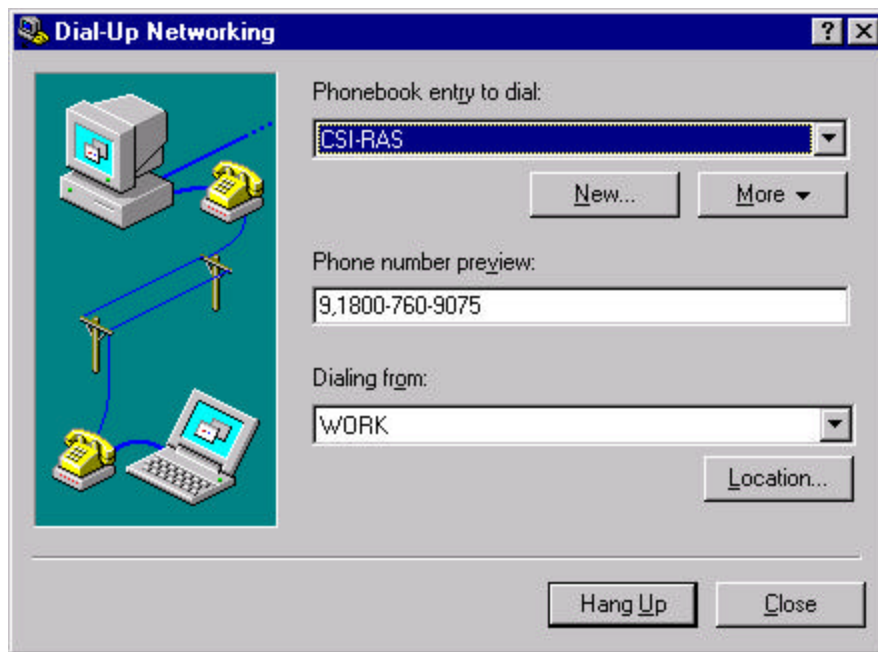 Dial-Up Networking
Phonebook entry to dial:
CSI-RAS
New... More
Phone number preview:
9,1800-760-9075
Dialing from:
WORK
Location...
Hang Up Close